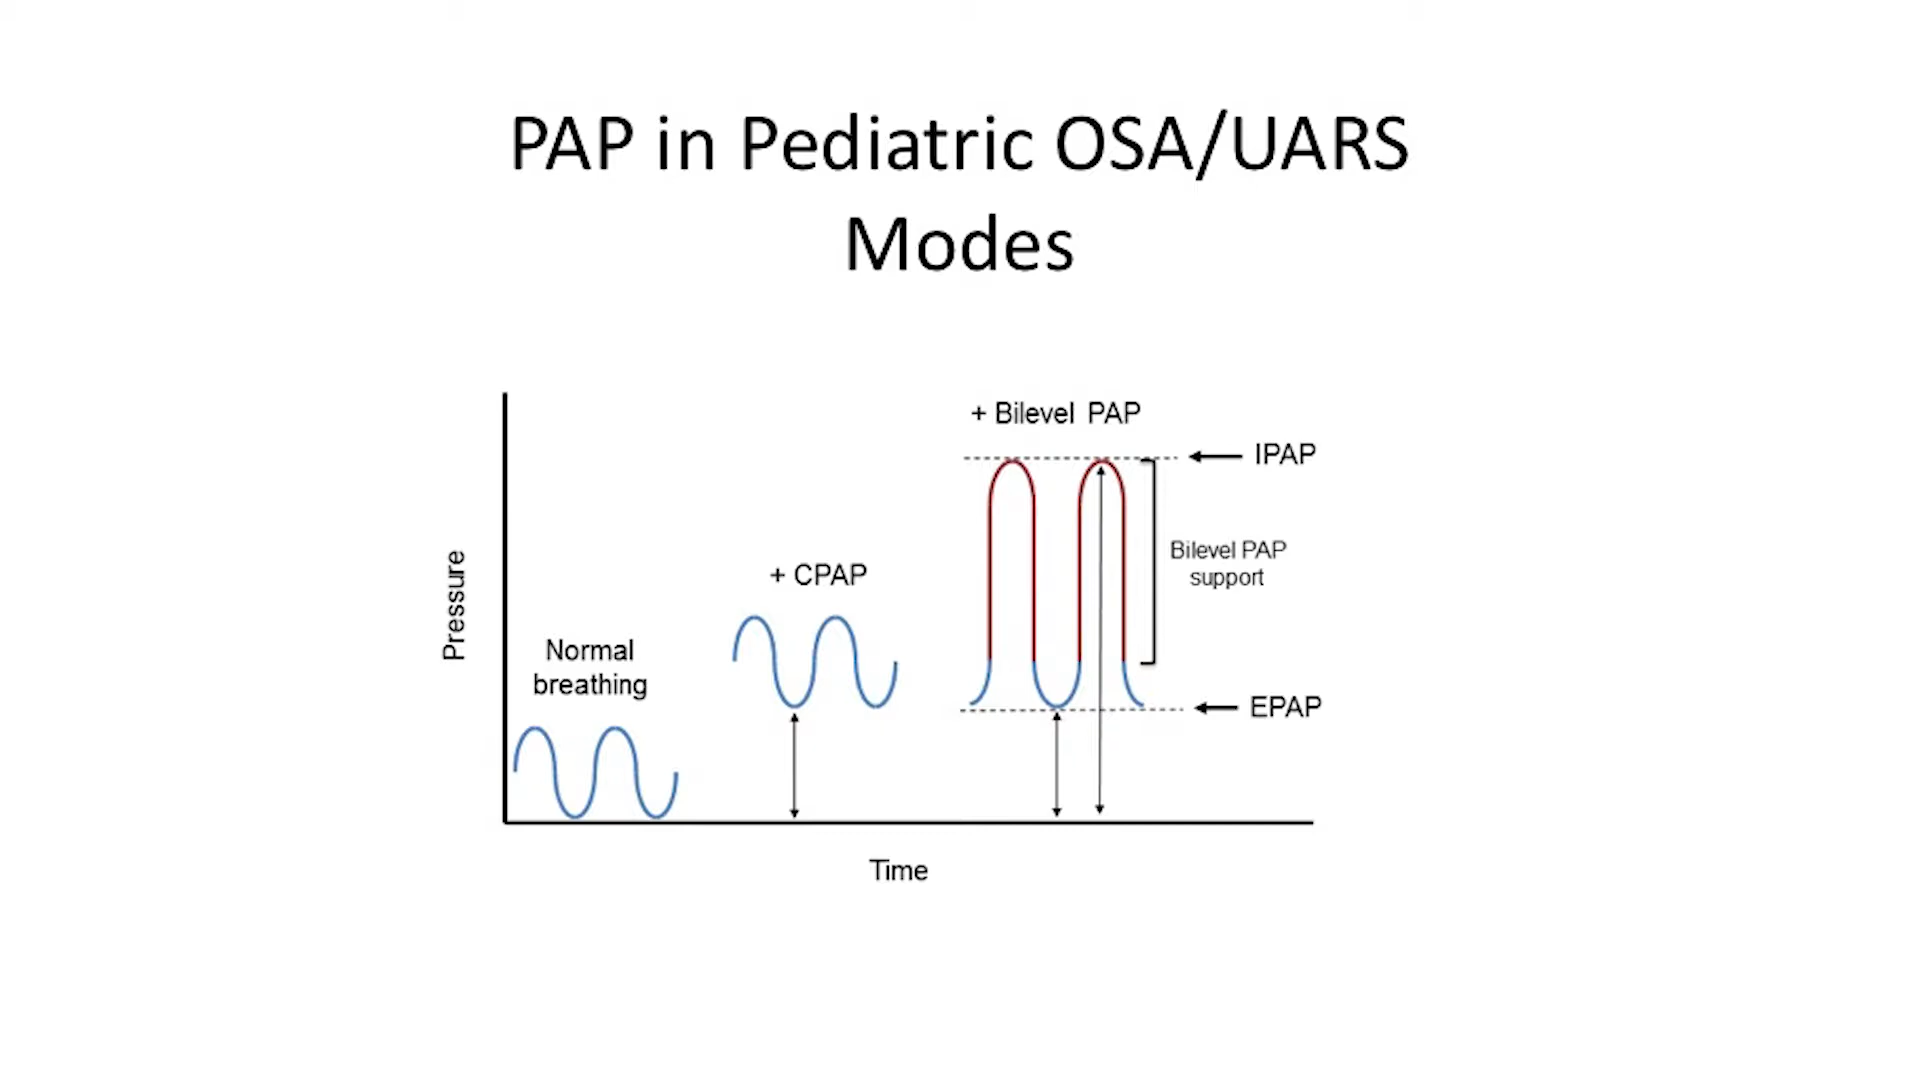 PAP in Pediatric OSA/UARS
Modes
+ Bilevel PAP
IPAP
Bilevel PAP
support
+ CPAP
Normal
breathing
EPAP
Pressure
Time